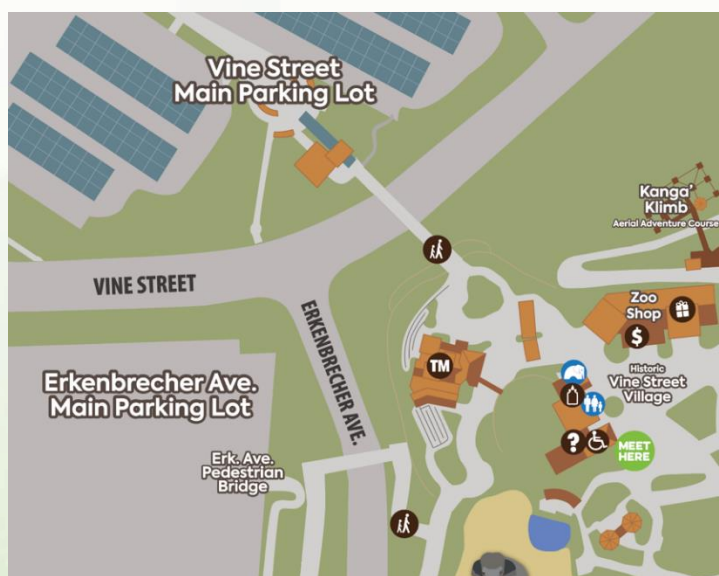 Vine Street
Main Parking Lot
Kanga'
Klimb
Aerial Adventure Course
VINE STREET
ERKENBRECHER AVE.
Zoo
Shop
$
TM
Historic
Vine Street
Village
Erkenbrecher Ave.
Main Parking Lot
?
MEET
HERE
Erk. Ave.
Pedestrian
Bridge